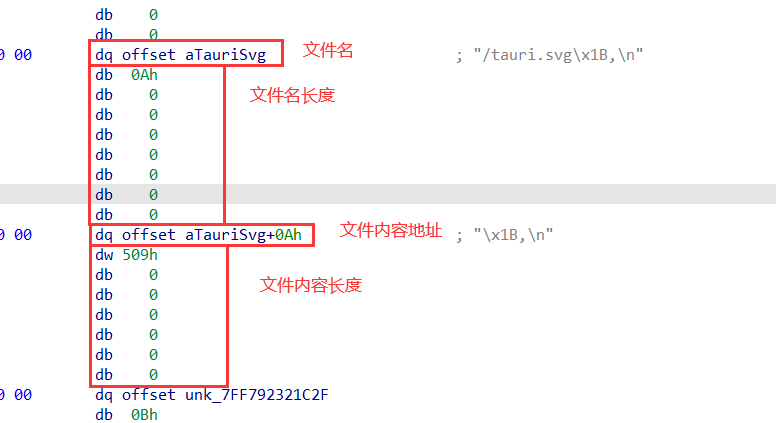 db 0
db 0
0 00 dq offset aTauriSvg 文件名 ; "/tauri.svg\x1B,\n"
db 0Ah
db 0 文件名长度
db 0
db 0
db 0
db 0
db 0
db 0
0 00 dq offset aTauriSvg+0Ah 文件内容地址 ; "\x1B,\n"
dw 509h
db 0 文件内容长度
db 0
db 0
db 0
db 0
db 0
0 00 dq offset unk_7FF792321C2F
db 0Bh